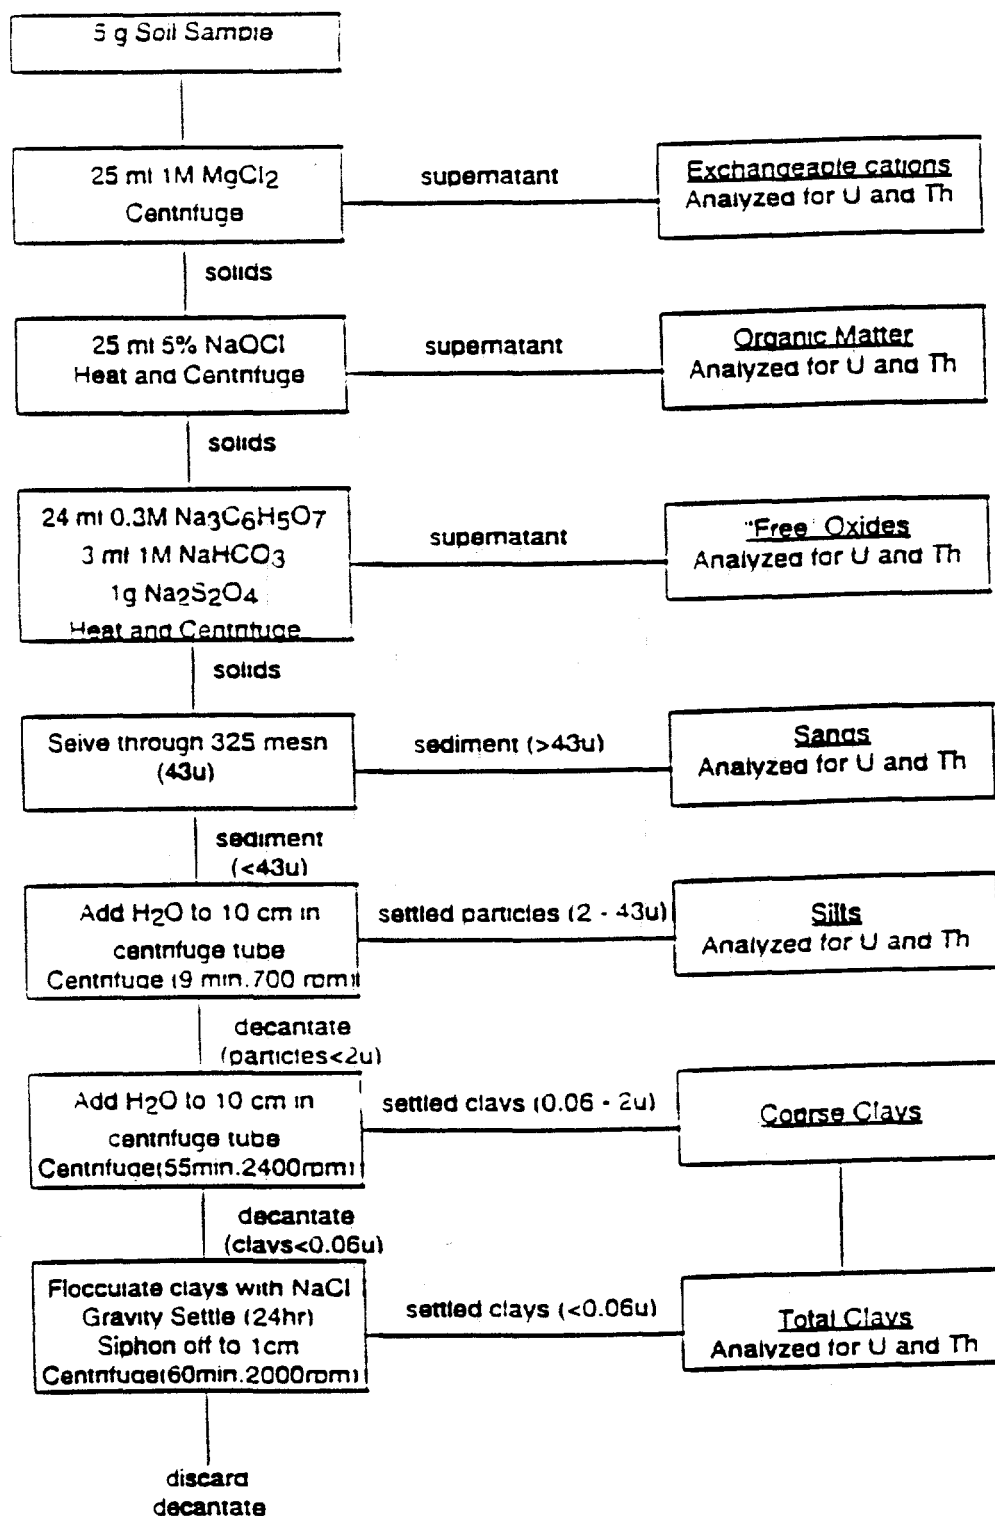 5 g Soil Sample
25 ml 1M MgCl2
Centrifuge
supernatant
Exchangeable cations
Analyzed for U and Th
solids
25 ml 5% NaOCl
Heat and Centrifuge
supernatant
Organic Matter
Analyzed for U and Th
solids
24 ml 0.3M Na3C6H5O7
3 ml 1M NaHCO3
1g Na2S2O4
Heat and Centrifuge
supernatant
"Free" Oxides
Analyzed for U and Th
solids
Seive through 325 mesh
(43u)
sediment (>43u)
Sands
Analyzed for U and Th
sediment
(<43u)
Add H2O to 10 cm in
centrifuge tube
Centrifuge (9 min.700 rpm)
settled particles (2 - 43u)
Silts
Analyzed for U and Th
decantate
(particles<2u)
Add H2O to 10 cm in
centrifuge tube
Centrifuge(55min.2400rpm)
settled clays (0.06 - 2u)
Coarse Clays
decantate
(clays<0.06u)
Flocculate clays with NaCl
Gravity Settle (24hr)
Siphon off to 1cm
Centrifuge(60min.2000rpm)
settled clays (<0.06u)
Total Clays
Analyzed for U and Th
discard
decantate